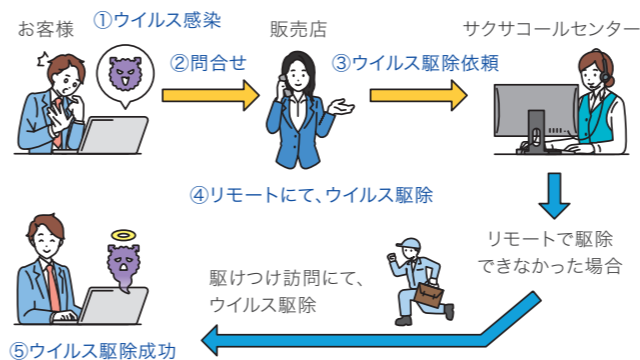 お客様
①ウイルス感染
販売店
サクサコールセンター
②問合せ
③ウイルス駆除依頼
④リモートにて、ウイルス駆除
リモートで駆除
できなかった場合
駆けつけ訪問にて、
ウイルス駆除
⑤ウイルス駆除成功